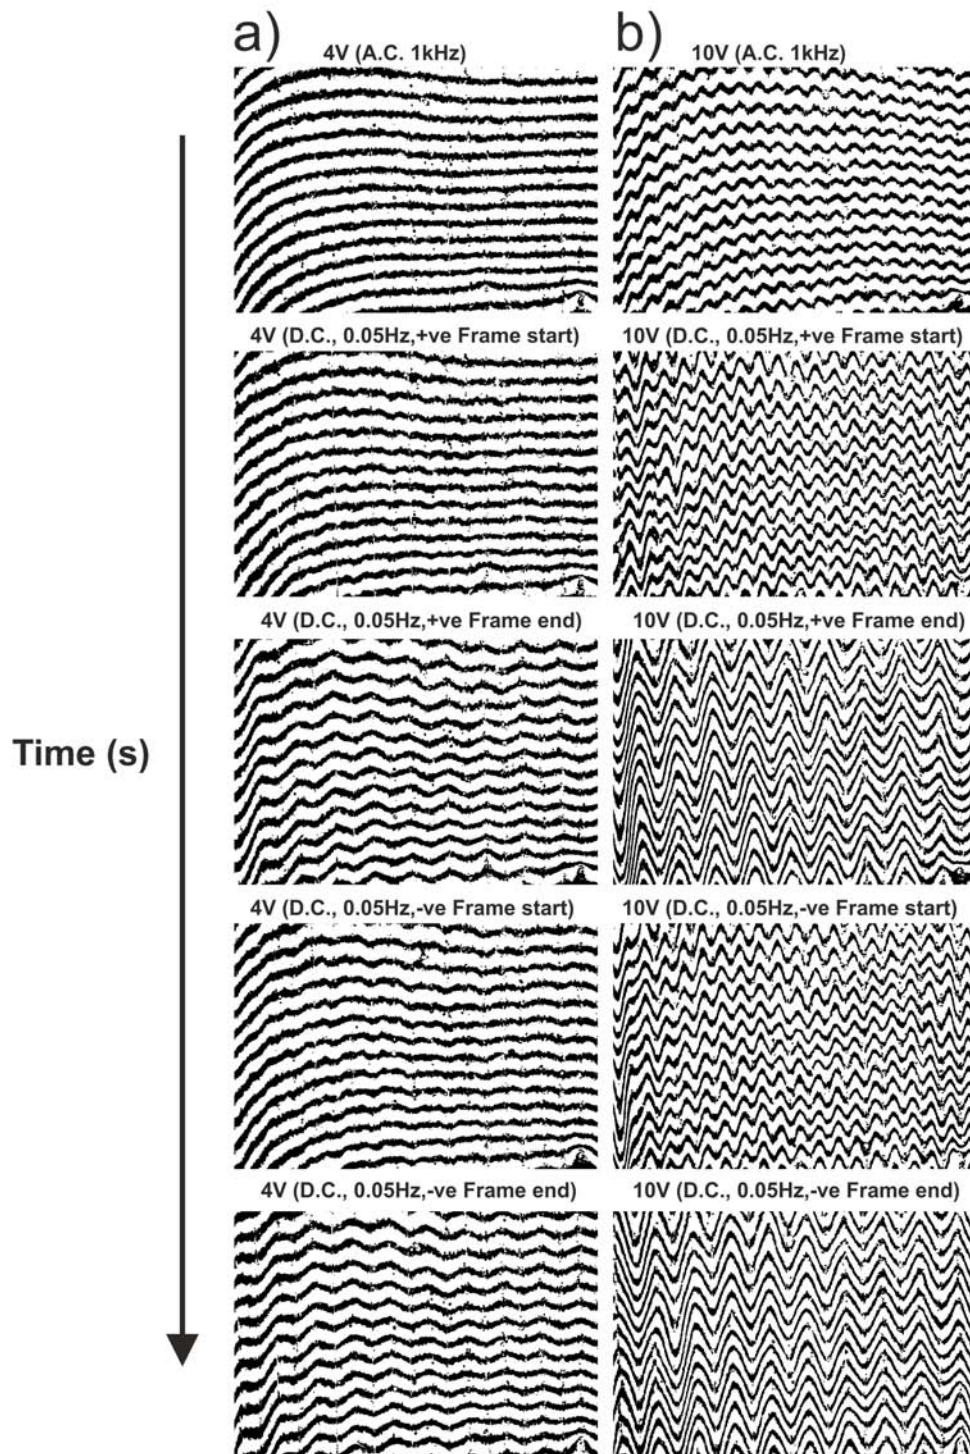 a)
4V (A.C. 1kHz)
b)
10V (A.C. 1kHz)
4V (D.C., 0.05Hz,+ve Frame start)
10V (D.C., 0.05Hz,+ve Frame start)
4V (D.C., 0.05Hz,+ve Frame end)
10V (D.C., 0.05Hz,+ve Frame end)
Time (s)
4V (D.C., 0.05Hz,-ve Frame start)
10V (D.C., 0.05Hz,-ve Frame start)
4V (D.C., 0.05Hz,-ve Frame end)
10V (D.C., 0.05Hz,-ve Frame end)